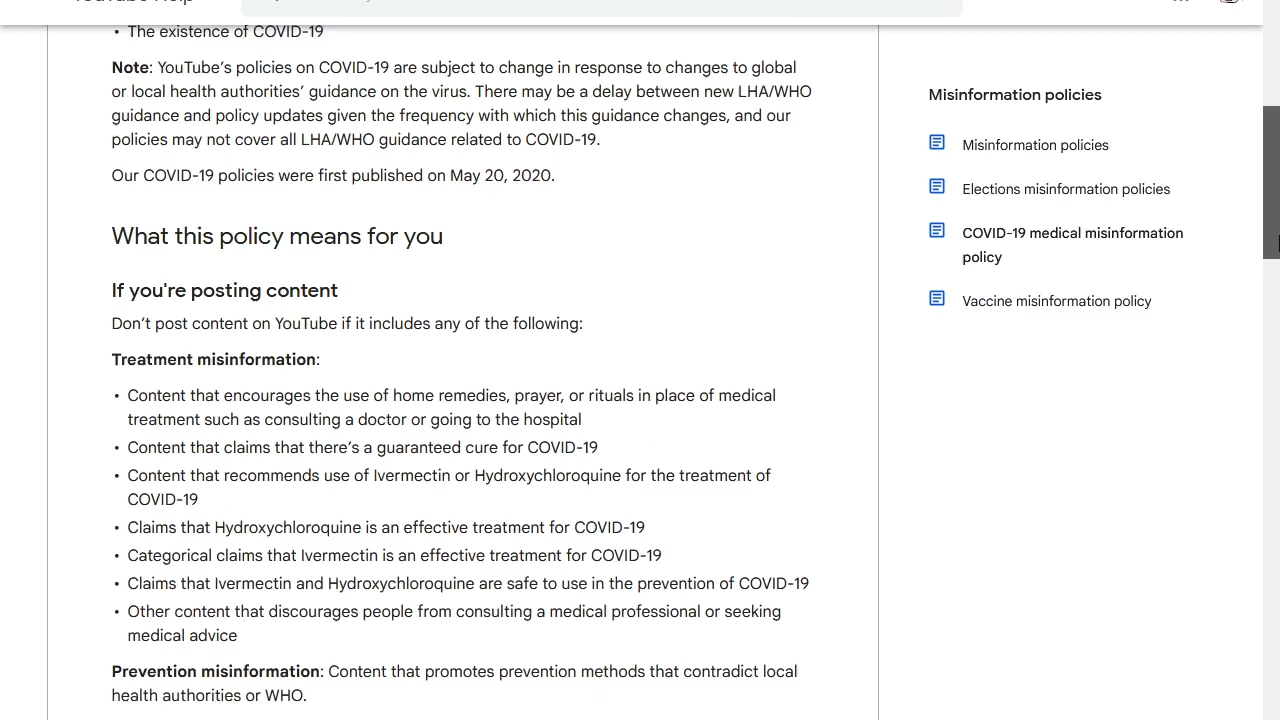 • The existence of COVID-19
Note: YouTube’s policies on COVID-19 are subject to change in response to changes to global
or local health authorities’ guidance on the virus. There may be a delay between new LHA/WHO
guidance and policy updates given the frequency with which this guidance changes, and our
policies may not cover all LHA/WHO guidance related to COVID-19.
Our COVID-19 policies were first published on May 20, 2020.
What this policy means for you
If you're posting content
Don’t post content on YouTube if it includes any of the following:
Treatment misinformation:
• Content that encourages the use of home remedies, prayer, or rituals in place of medical
treatment such as consulting a doctor or going to the hospital
• Content that claims that there’s a guaranteed cure for COVID-19
• Content that recommends use of Ivermectin or Hydroxychloroquine for the treatment of
COVID-19
• Claims that Hydroxychloroquine is an effective treatment for COVID-19
• Categorical claims that Ivermectin is an effective treatment for COVID-19
• Claims that Ivermectin and Hydroxychloroquine are safe to use in the prevention of COVID-19
• Other content that discourages people from consulting a medical professional or seeking
medical advice
Prevention misinformation: Content that promotes prevention methods that contradict local
health authorities or WHO.
Misinformation policies
Misinformation policies
Elections misinformation policies
COVID-19 medical misinformation
policy
Vaccine misinformation policy